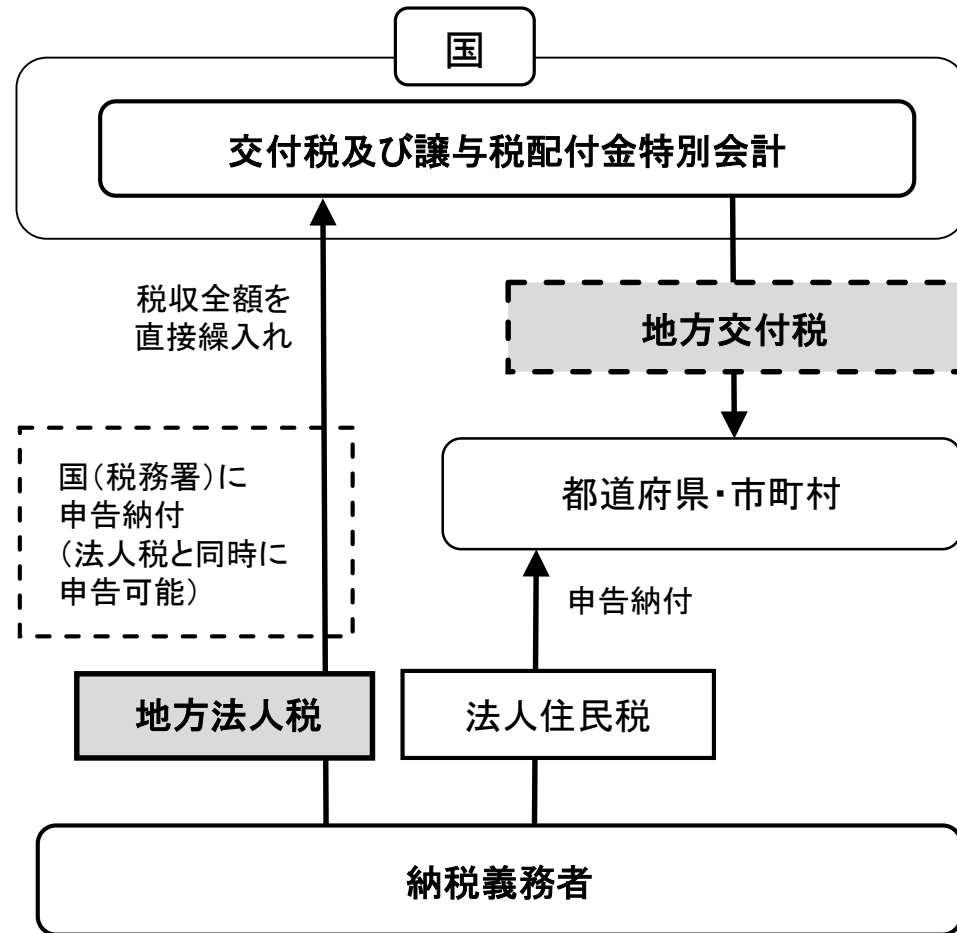 国
交付税及び譲与税配付金特別会計
税収全額を
直接繰入れ
地方交付税
国(税務署)に
申告納付
(法人税と同時に
申告可能)
都道府県・市町村
申告納付
地方法人税
法人住民税
納税義務者